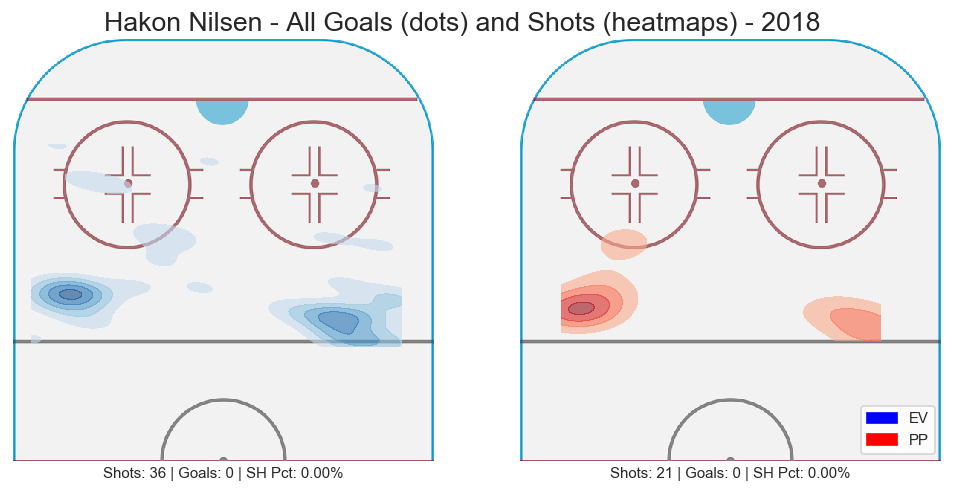 Hakon Nilsen - All Goals (dots) and Shots (heatmaps) - 2018
EV
PP
Shots: 36 | Goals: 0 | SH Pct: 0.00%
Shots: 21 | Goals: 0 | SH Pct: 0.00%